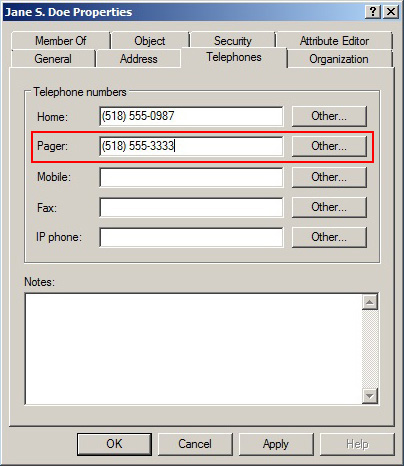 Jane S. Doe Properties
Member Of Object Security Attribute Editor
General Address Telephones Organization
Telephone numbers
Home: (518) 555-0987 Other...
Pager: (518) 555-3333 Other...
Mobile: Other...
Fax: Other...
IP phone: Other...
Notes:
OK Cancel Apply Help